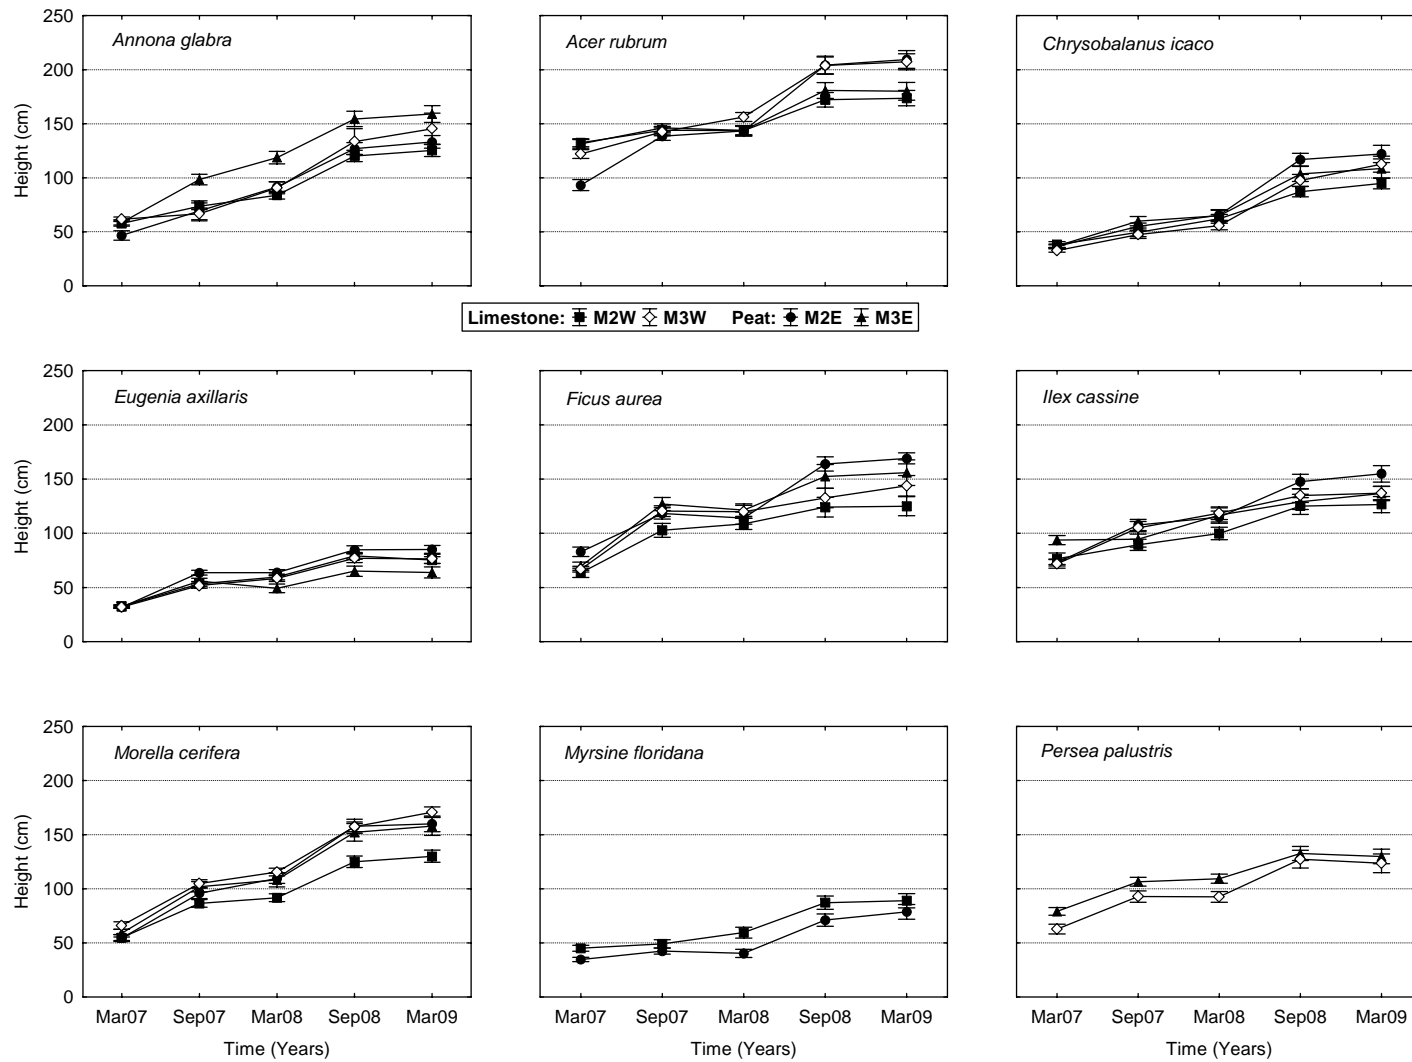 250
200
150
100
50
0
Height (cm)
Annona glabra
Acer rubrum
Chrysobalanus icaco
Limestone: M2W M3W Peat: M2E M3E
250
200
150
100
50
0
Height (cm)
Eugenia axillaris
Ficus aurea
Ilex cassine
250
200
150
100
50
0
Height (cm)
Morella cerifera
Myrsine floridana
Persea palustris
Mar07 Sep07 Mar08 Sep08 Mar09
Mar07 Sep07 Mar08 Sep08 Mar09
Mar07 Sep07 Mar08 Sep08 Mar09
Time (Years)
Time (Years)
Time (Years)